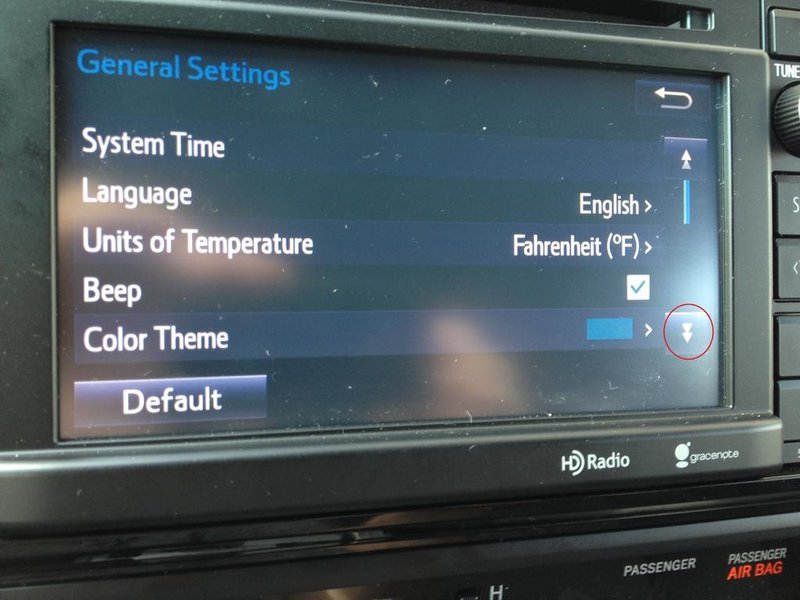 General Settings
System Time
Language English
Units of Temperature Fahrenheit (°F)
Beep
Color Theme
Default
HD Radio gracenote
TUNE
S
PASSENGER PASSENGER
AIR BAG
H